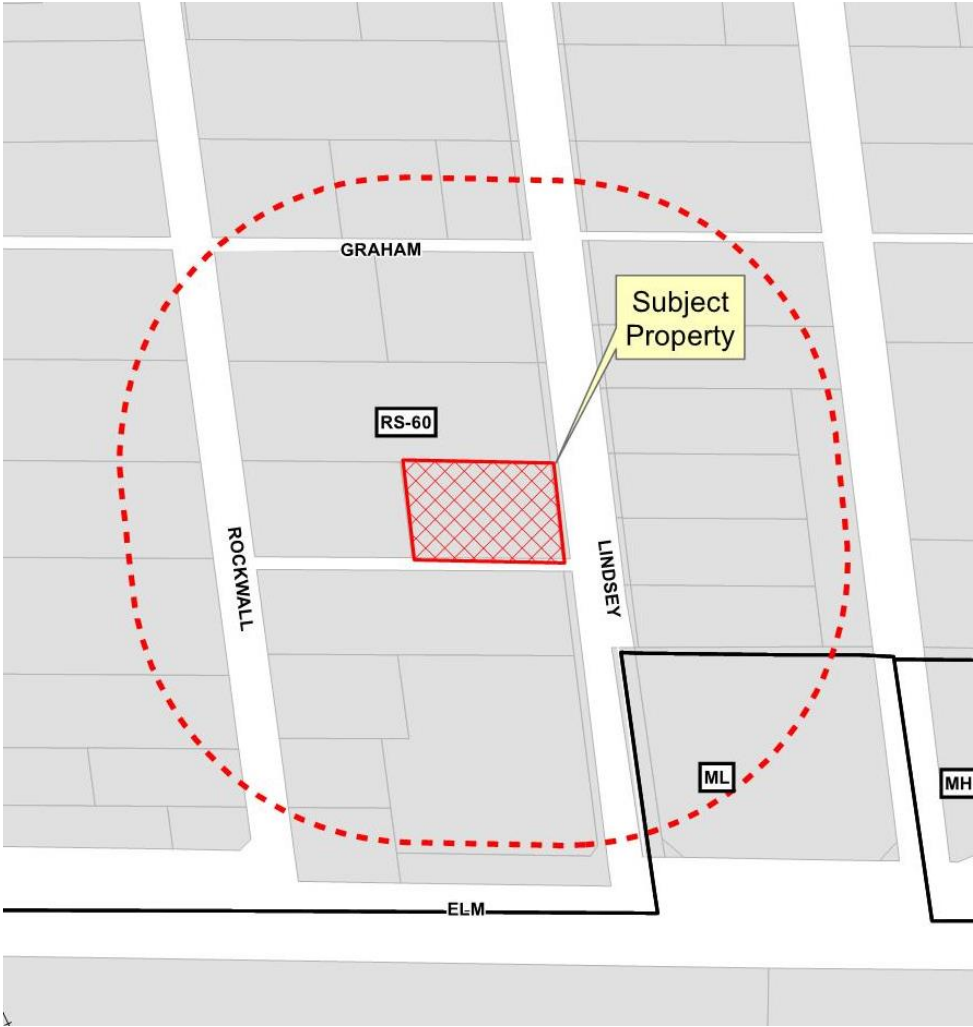 GRAHAM
Subject
Property
RS-60
ROCKWALL
LINDSEY
ML
MH
ELM